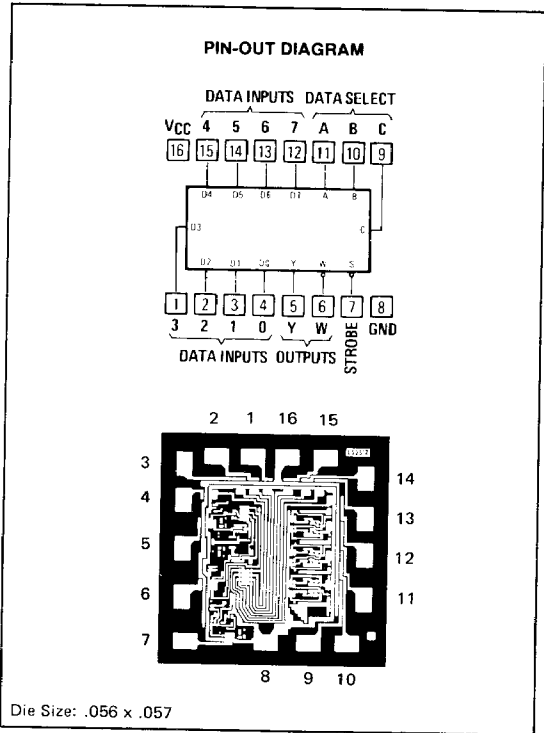 PIN-OUT DIAGRAM
DATA INPUTS DATA SELECT
VCC 4 5 6 7 A B C
16 15 14 13 12 11 10 9
D4 D5 D6 D7 A B
D3 C
D2 D1 D0 Y W S
1 2 3 4 5 6 7 8
3 2 1 0 Y W STROBE GND
DATA INPUTS OUTPUTS
2 1 16 15
3
14
4
13
5
12
6
11
7
8 9 10
Die Size: .056 x .057